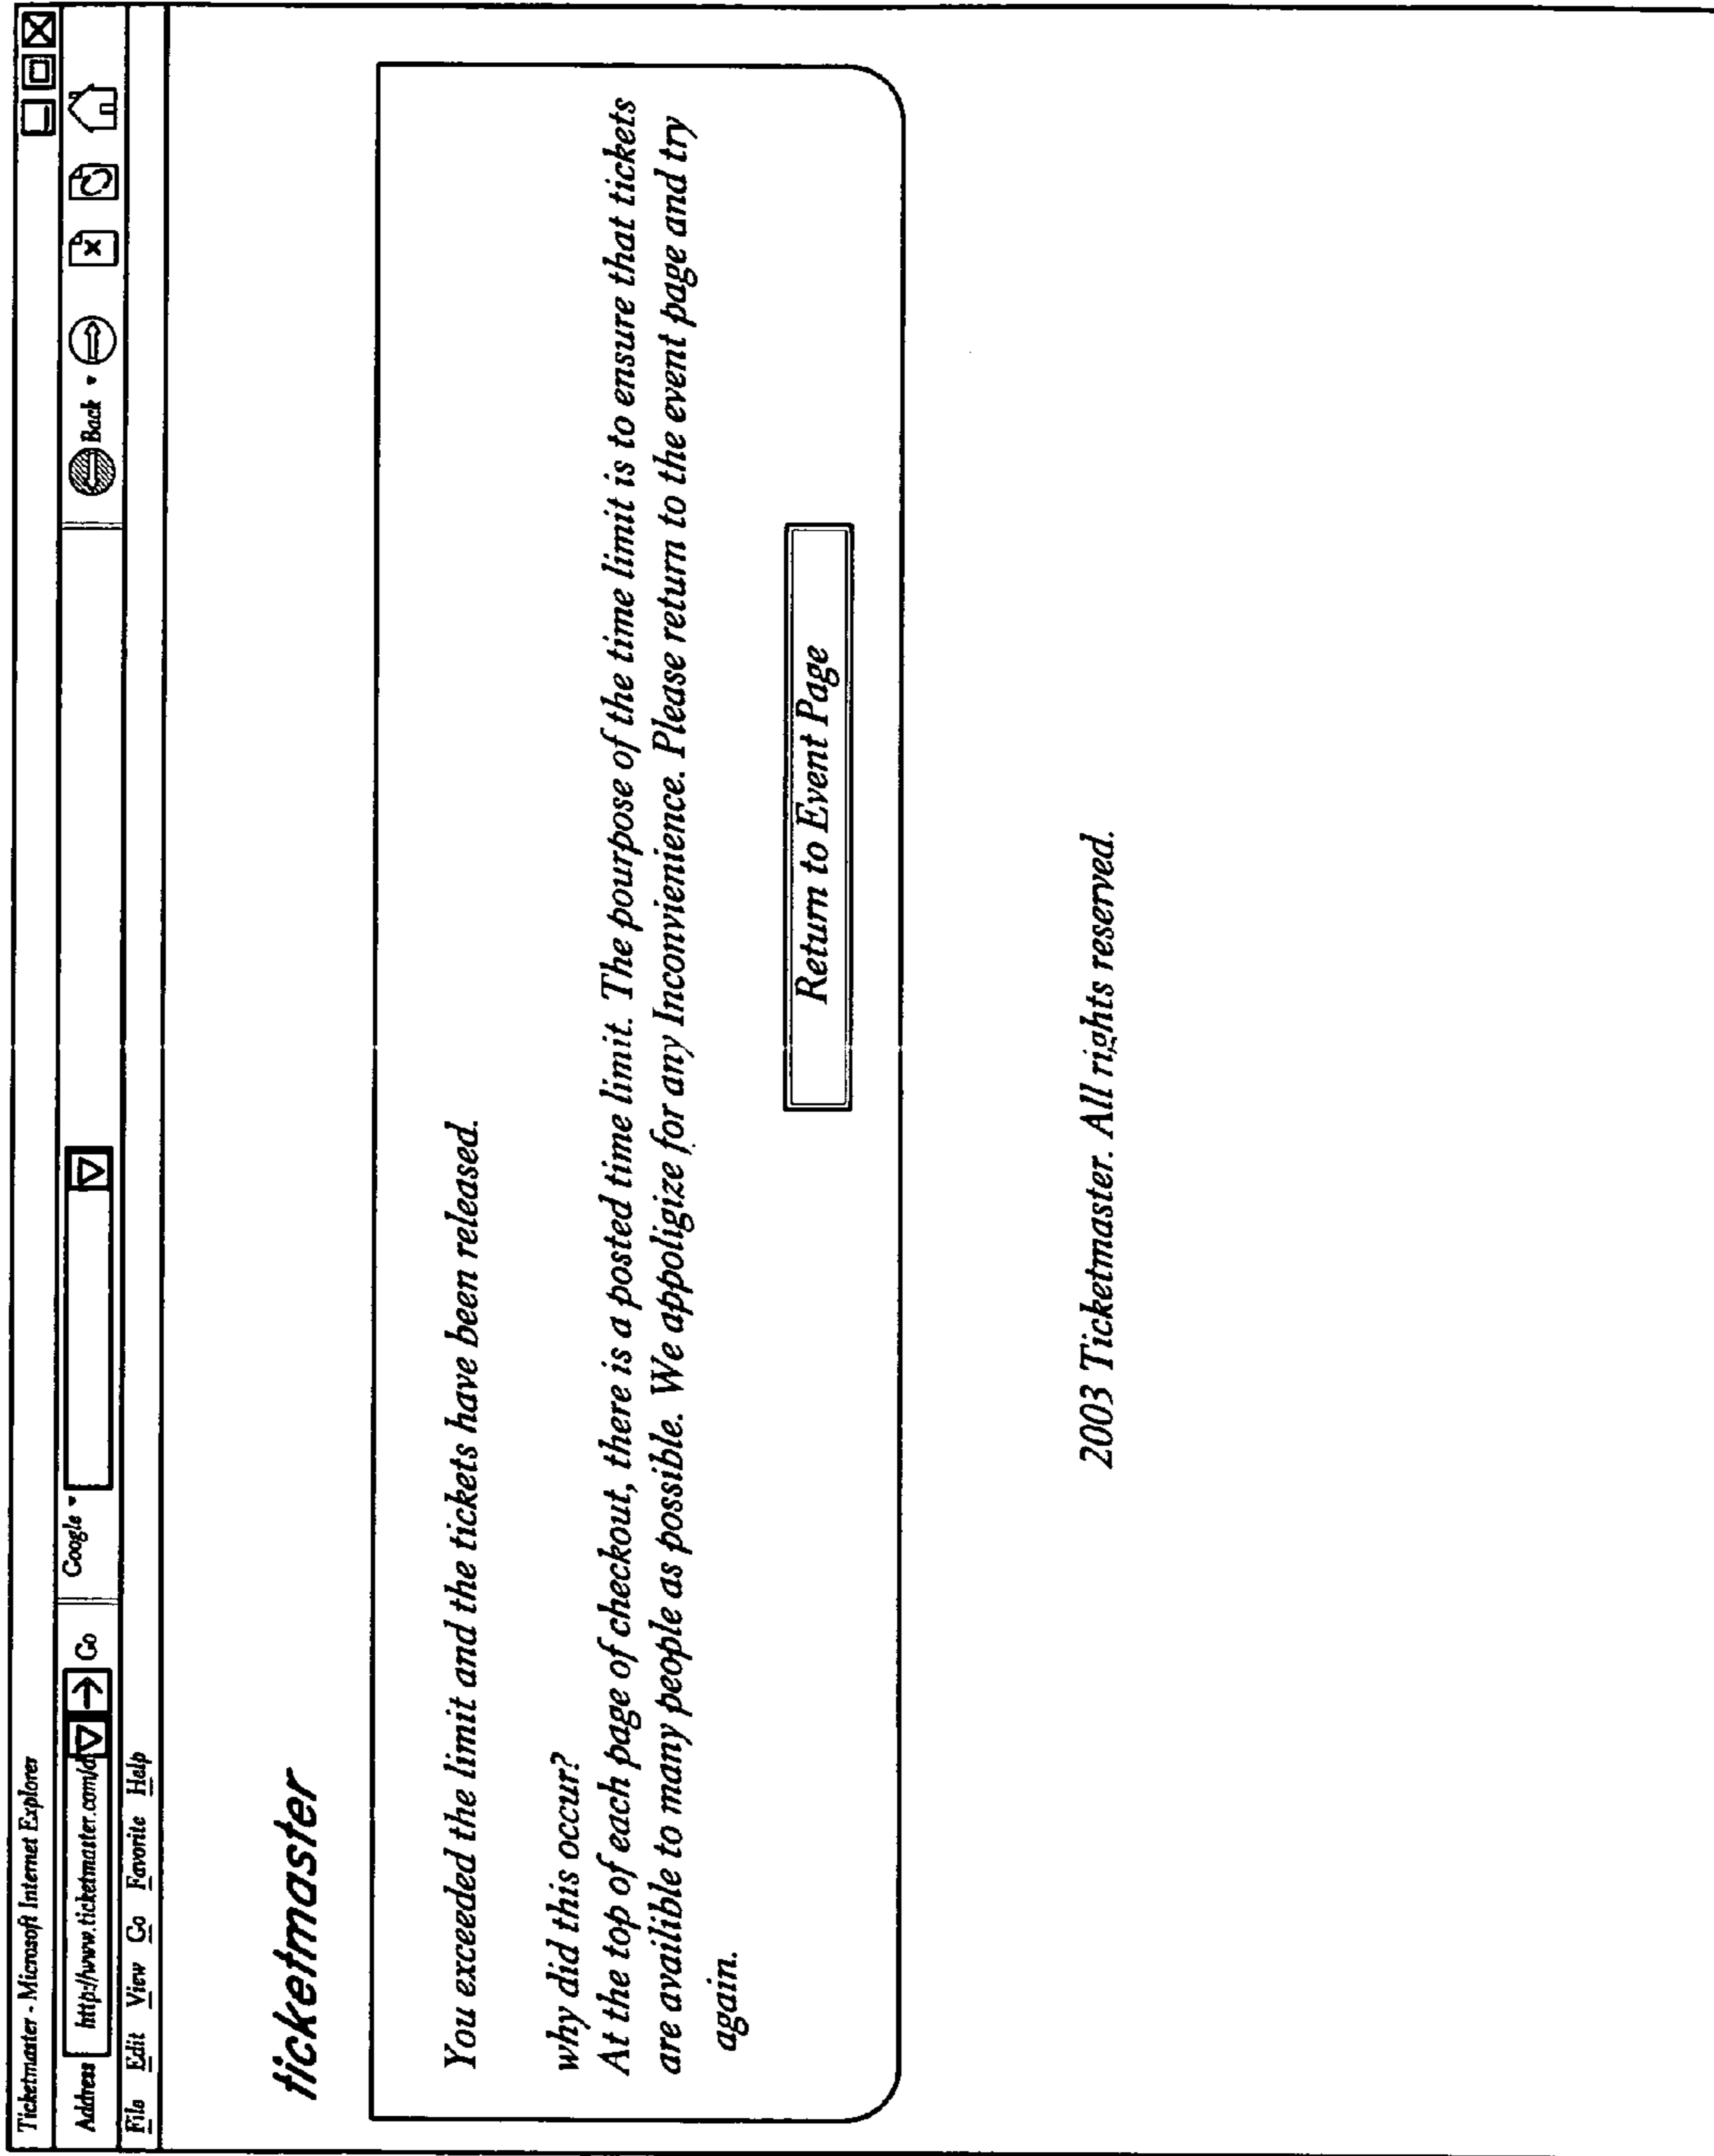 Ticketmaster - Microsoft Internet Explorer
Address http://www.ticketmaster.com/d Go Google Back
File Edit View Go Favorite Help
ticketmaster
You exceeded the limit and the tickets have been released.
why did this occur?
At the top of each page of checkout, there is a posted time limit. The pourpose of the time limit is to ensure that tickets
are availible to many people as possible. We appoligize for any Inconvienience. Please return to the event page and try
again.
Return to Event Page
2003 Ticketmaster. All rights reserved.